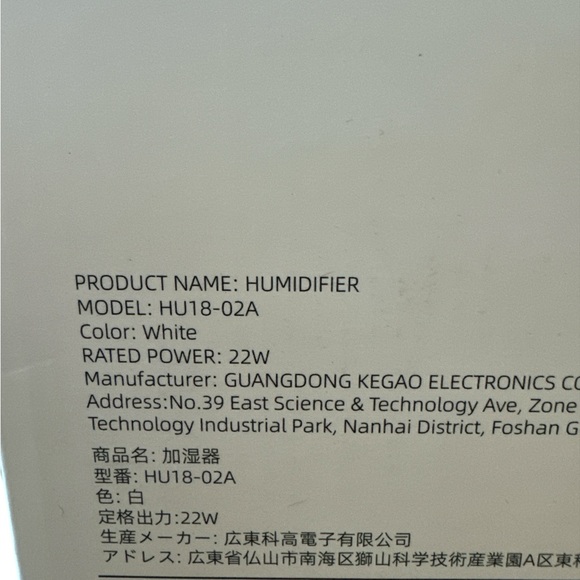 PRODUCT NAME: HUMIDIFIER
MODEL: HU18-02A
Color: White
RATED POWER: 22W
Manufacturer: GUANGDONG KEGAO ELECTRONICS CO
Address:No.39 East Science & Technology Ave, Zone
Technology Industrial Park, Nanhai District, Foshan G
商品名: 加湿器
型番: HU18-02A
色: 白
定格出力:22W
生産メーカー: 広東科高電子有限公司
アドレス: 広東省仏山市南海区獅山科学技術産業園A区東科